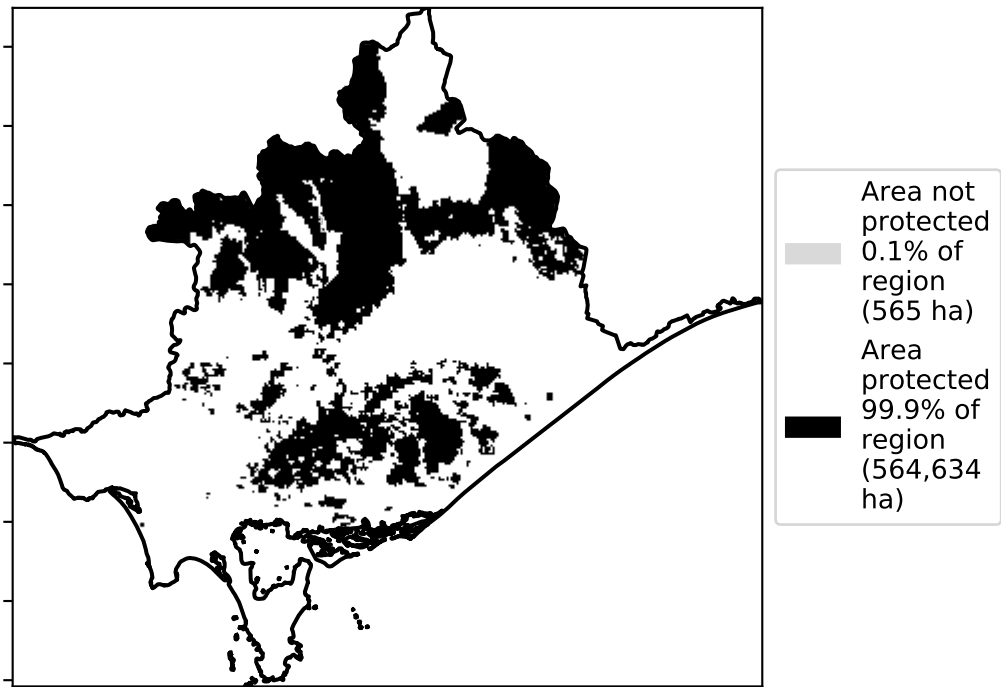 Area not
protected
0.1% of
region
(565 ha)
Area
protected
99.9% of
region
(564,634
ha)